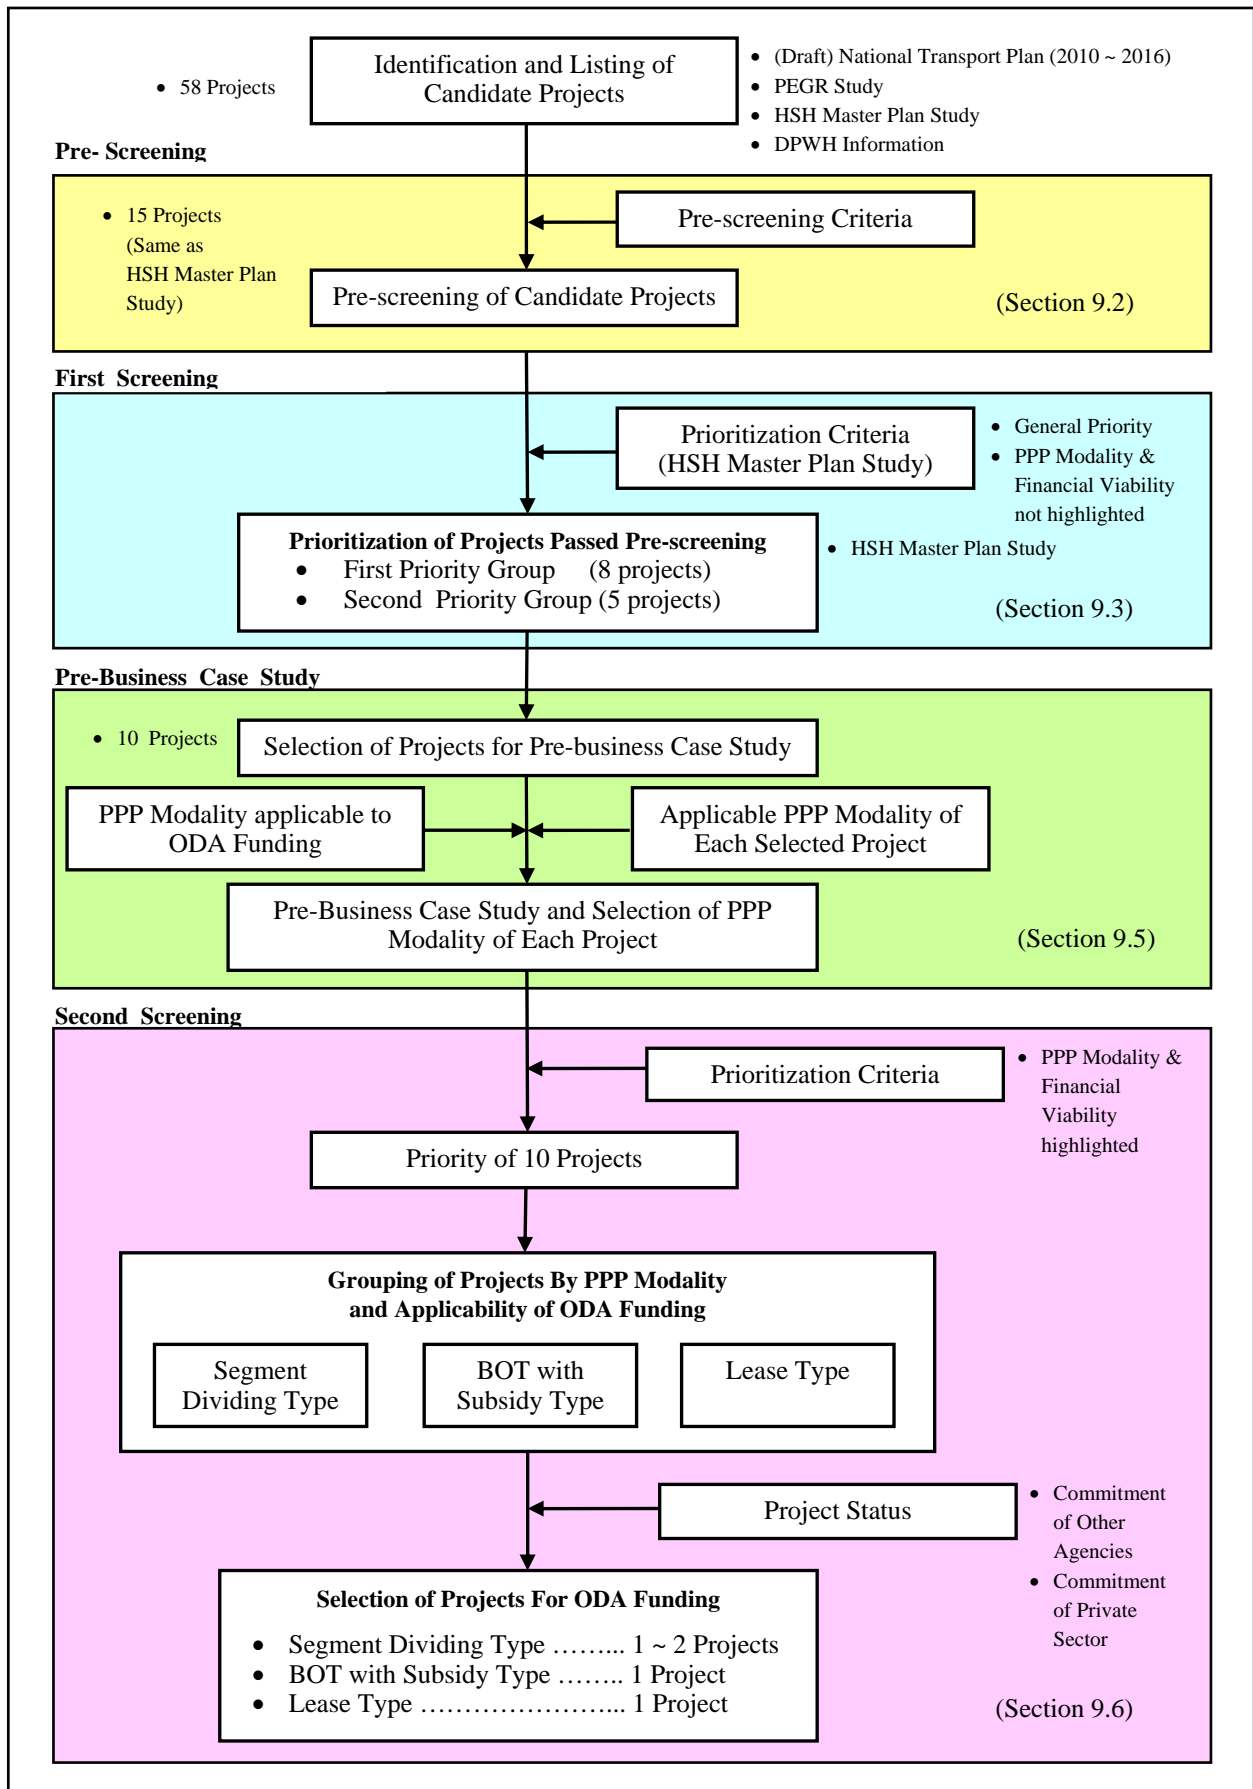 • 58 Projects
Identification and Listing of
Candidate Projects
• (Draft) National Transport Plan (2010 ~ 2016)
• PEGR Study
• HSH Master Plan Study
• DPWH Information
Pre- Screening
• 15 Projects
(Same as
HSH Master Plan
Study)
Pre-screening Criteria
Pre-screening of Candidate Projects
(Section 9.2)
First Screening
Prioritization Criteria
(HSH Master Plan Study)
• General Priority
• PPP Modality &
Financial Viability
not highlighted
Prioritization of Projects Passed Pre-screening
• First Priority Group (8 projects)
• Second Priority Group (5 projects)
• HSH Master Plan Study
(Section 9.3)
Pre-Business Case Study
• 10 Projects
Selection of Projects for Pre-business Case Study
PPP Modality applicable to
ODA Funding
Applicable PPP Modality of
Each Selected Project
Pre-Business Case Study and Selection of PPP
Modality of Each Project
(Section 9.5)
Second Screening
Prioritization Criteria
• PPP Modality &
Financial
Viability
highlighted
Priority of 10 Projects
Grouping of Projects By PPP Modality
and Applicability of ODA Funding
Segment
Dividing Type
BOT with
Subsidy Type
Lease Type
Project Status
• Commitment
of Other
Agencies
• Commitment
of Private
Sector
Selection of Projects For ODA Funding
• Segment Dividing Type ……... 1 ~ 2 Projects
• BOT with Subsidy Type …….. 1 Project
• Lease Type …………………... 1 Project
(Section 9.6)